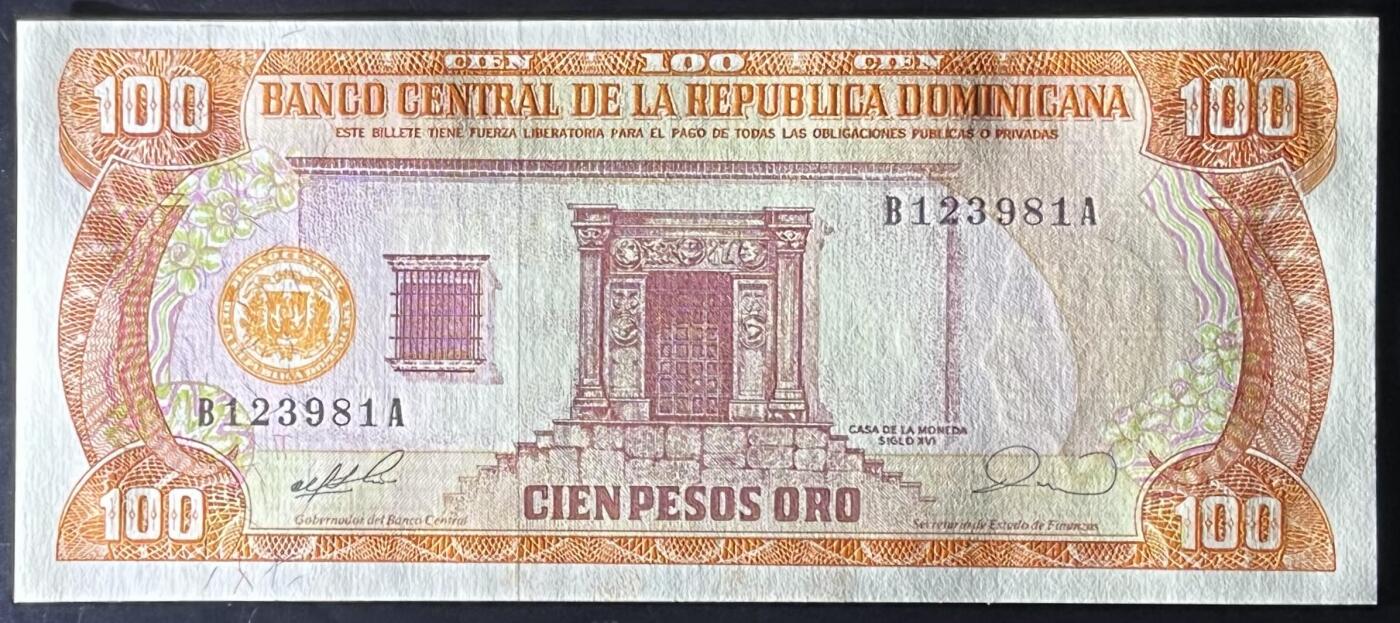 CIEN 100 CIEN
100 BANCO CENTRAL DE LA REPUBLICA DOMINICANA 100
ESTE BILLETE TIENE FUERZA LIBERATORIA PARA EL PAGO DE TODAS LAS OBLIGACIONES PUBLICAS O PRIVADAS
B123981A
B123981A
CASA DE LA MONEDA
SIGLO XVI
100 CIEN PESOS ORO 100
Gobernador del Banco Central
Secretario de Estado de Finanzas